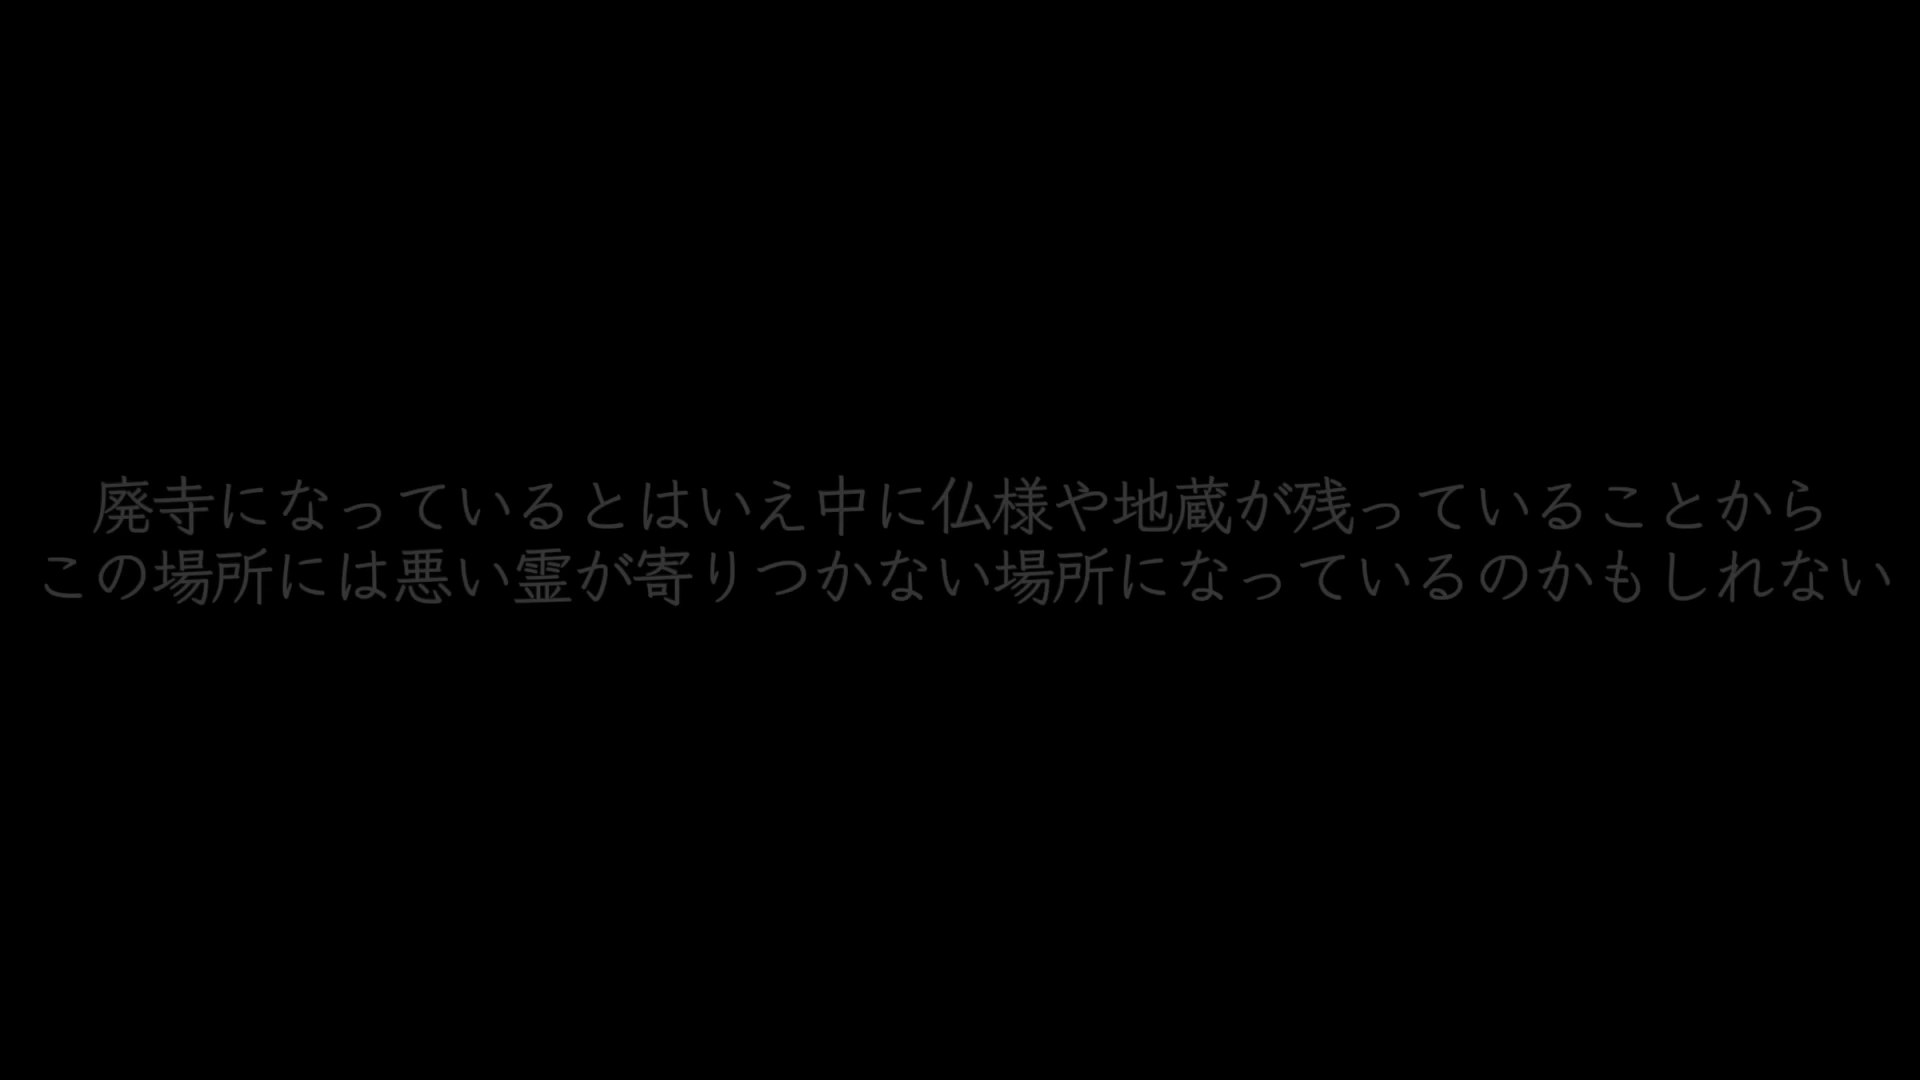 廃寺になっているとはいえ中に仏様や地蔵が残っていることから
この場所には悪い霊が寄りつかない場所になっているのかもしれない